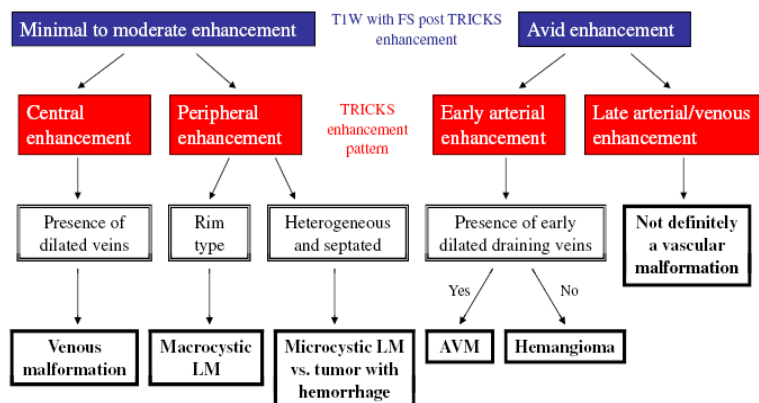 Minimal to moderate enhancement
T1W with FS post TRICKS
enhancement
Avid enhancement
Central
enhancement
Peripheral
enhancement
TRICKS
enhancement
pattern
Early arterial
enhancement
Late arterial/venous
enhancement
Presence of
dilated veins
Rim
type
Heterogeneous
and septated
Presence of early
dilated draining veins
Not definitely
a vascular
malformation
Yes
No
Venous
malformation
Macrocystic
LM
Microcystic LM
vs. tumor with
hemorrhage
AVM
Hemangioma